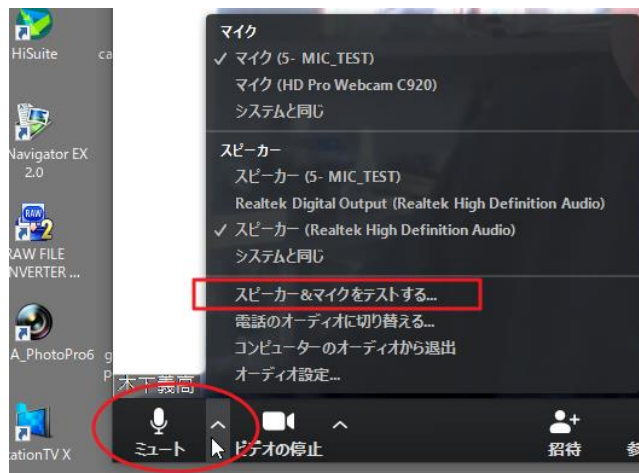 HiSuite
ca
Navigator EX
2.0
RAW
2
RAW FILE
NVERTER ...
A_PhotoPro6
g
p
tationTV X
マイク
✓ マイク (5- MIC_TEST)
マイク (HD Pro Webcam C920)
システムと同じ
スピーカー
スピーカー (5- MIC_TEST)
Realtek Digital Output (Realtek High Definition Audio)
✓ スピーカー (Realtek High Definition Audio)
システムと同じ
スピーカー&マイクをテストする...
電話のオーディオに切り替える...
コンピューターのオーディオから退出
オーディオ設定...
木下義高
ミュート
ビデオの停止
招待
参